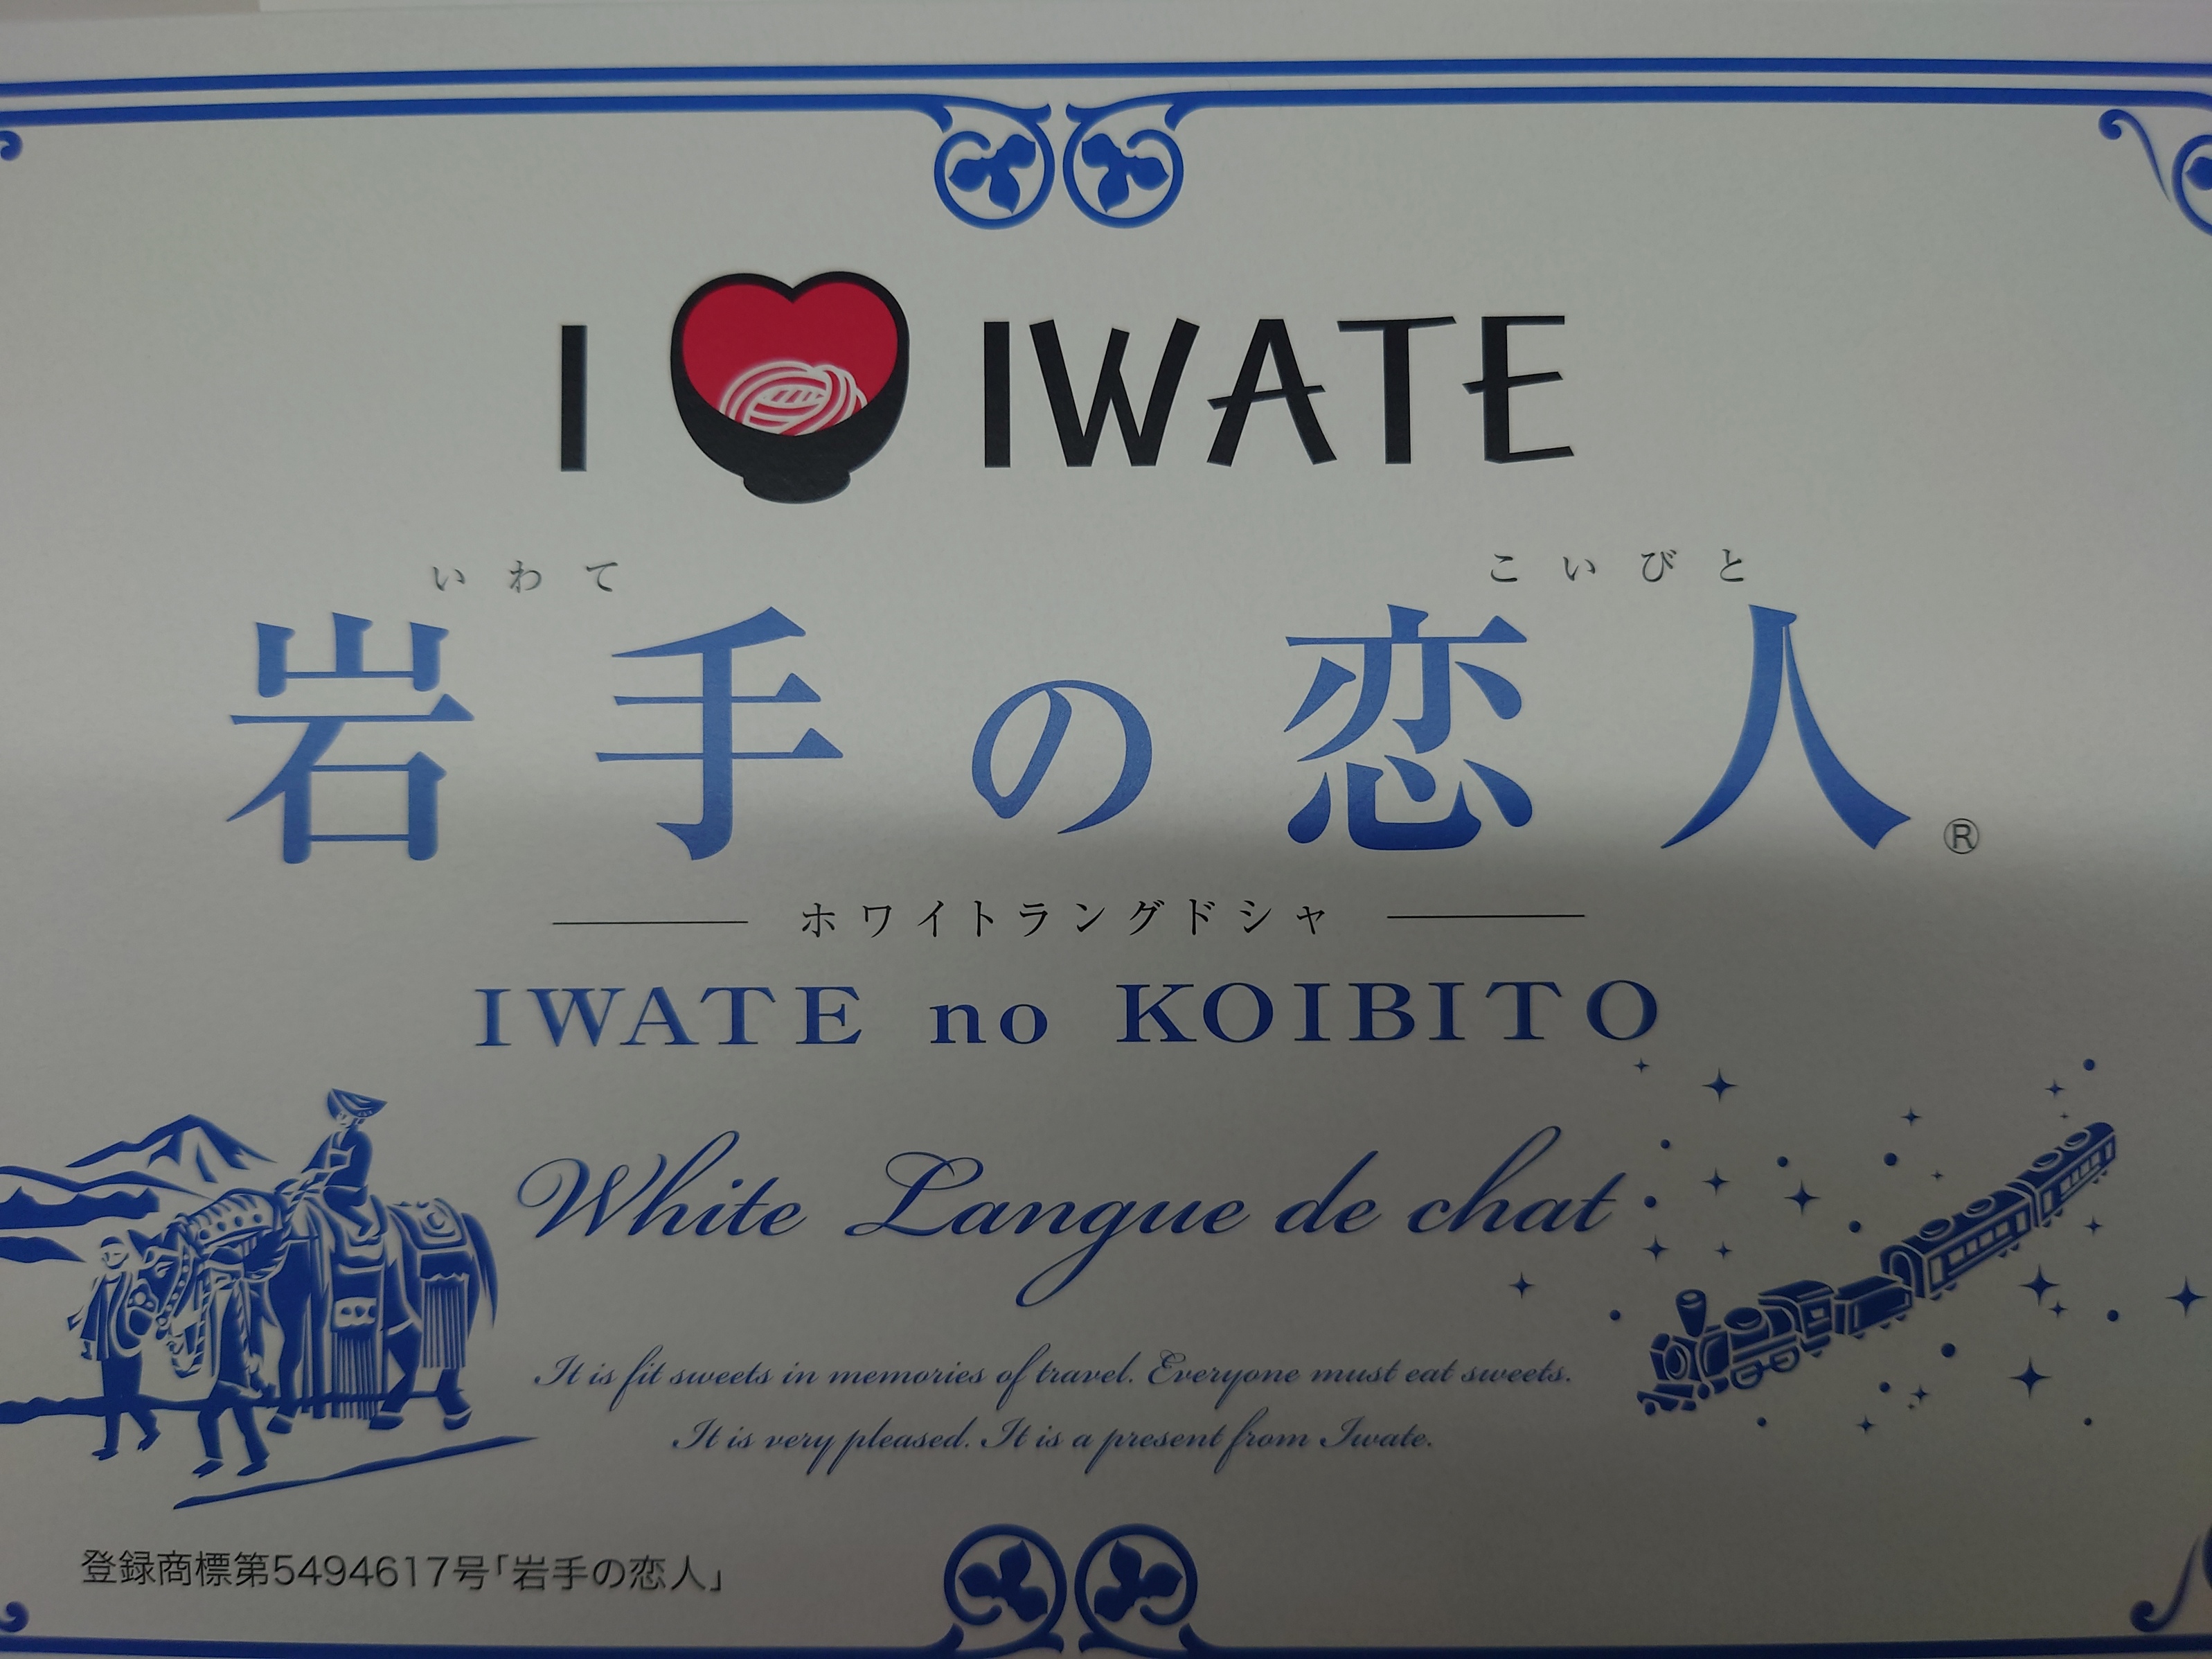 I IWATE
いわて こいびと
岩手の恋人®
ホワイトラングドシャ
IWATE no KOIBITO
White Langue de chat
It is fit sweets in memories of travel. Everyone must eat sweets.
It is very pleased. It is a present from Iwate.
登録商標第5494617号「岩手の恋人」